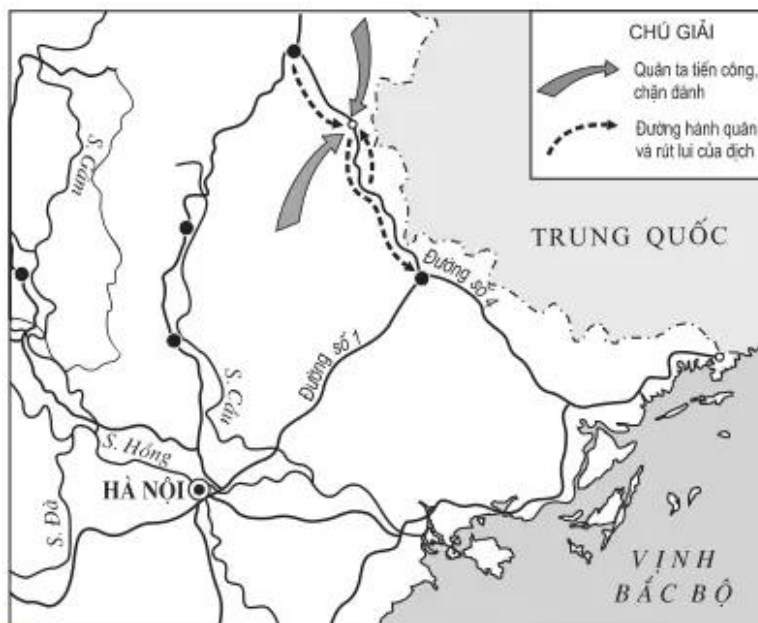 CHÚ GIẢI
Quân ta tiến công,
chặn đánh
Đường hành quân
và rút lui của địch
S. Gâm
TRUNG QUỐC
Đường số 4
Đường số 1
S. Cầu
S. Hồng
HÀ NỘI
S. Đà
VỊNH
BẮC BỘ